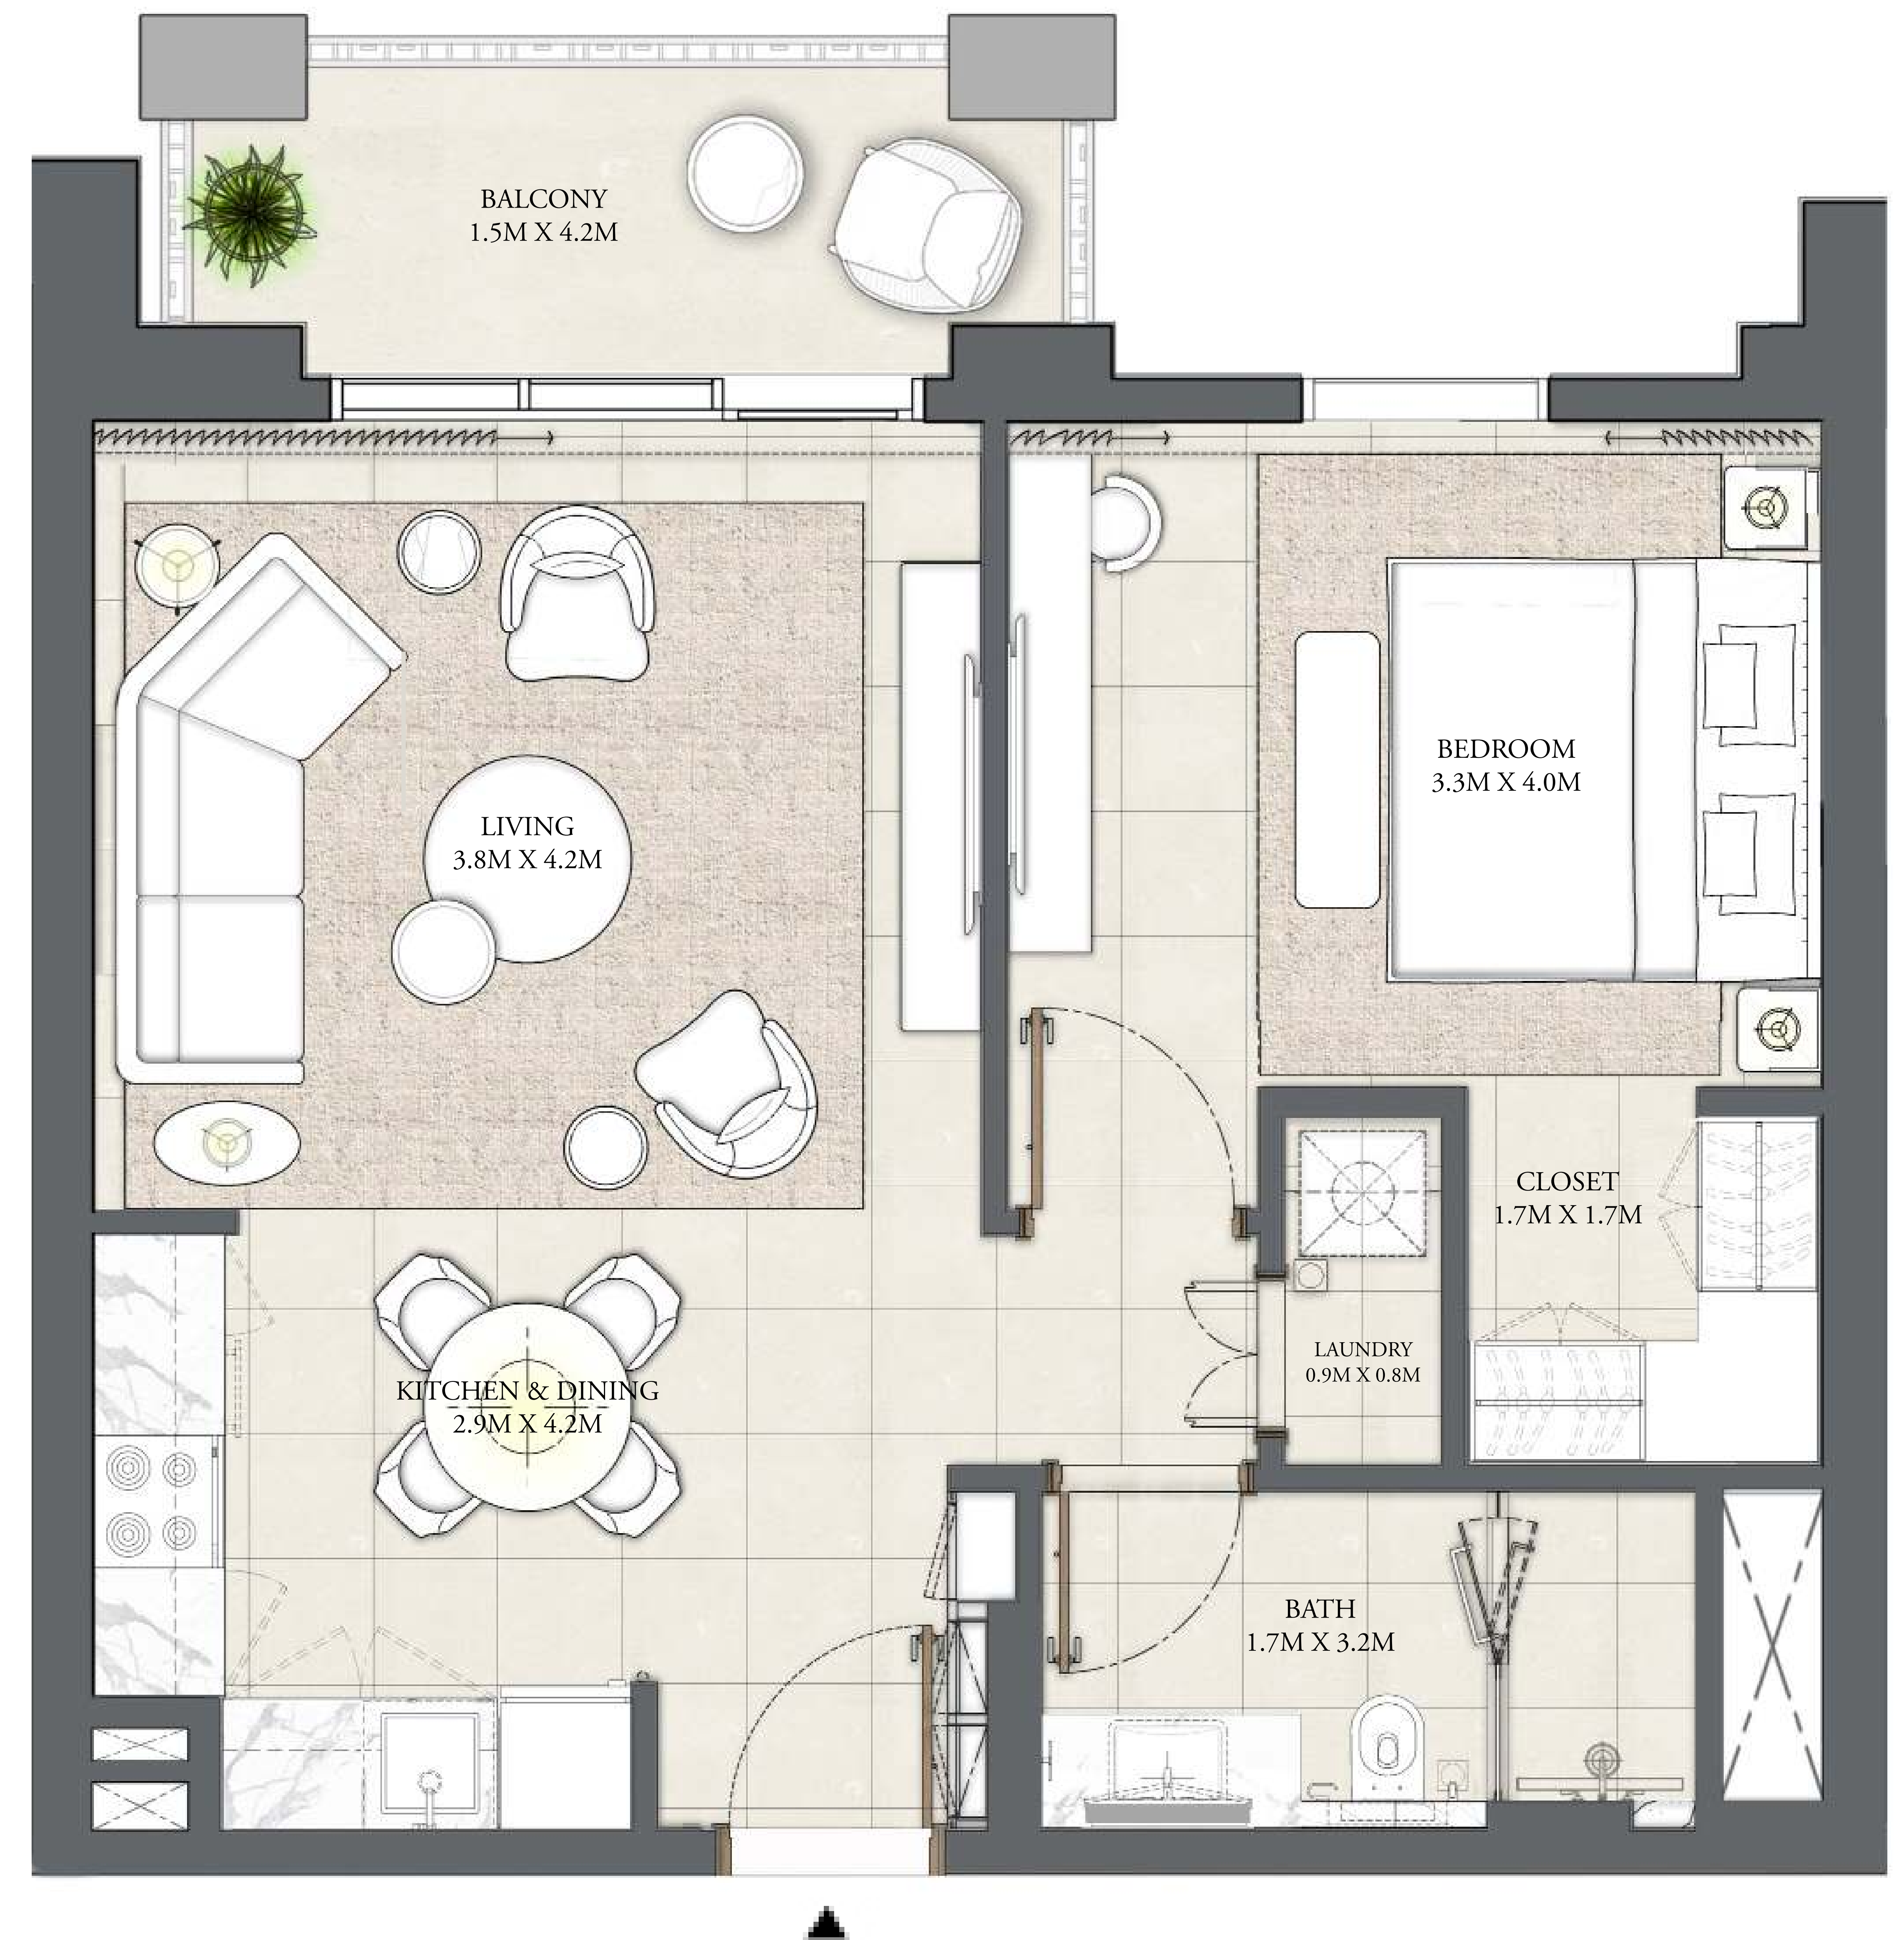 BALCONY
1.5M X 4.2M
BEDROOM
3.3M X 4.0M
LIVING
3.8M X 4.2M
CLOSET
1.7M X 1.7M
LAUNDRY
0.9M X 0.8M
KITCHEN & DINING
2.9M X 4.2M
BATH
1.7M X 3.2M